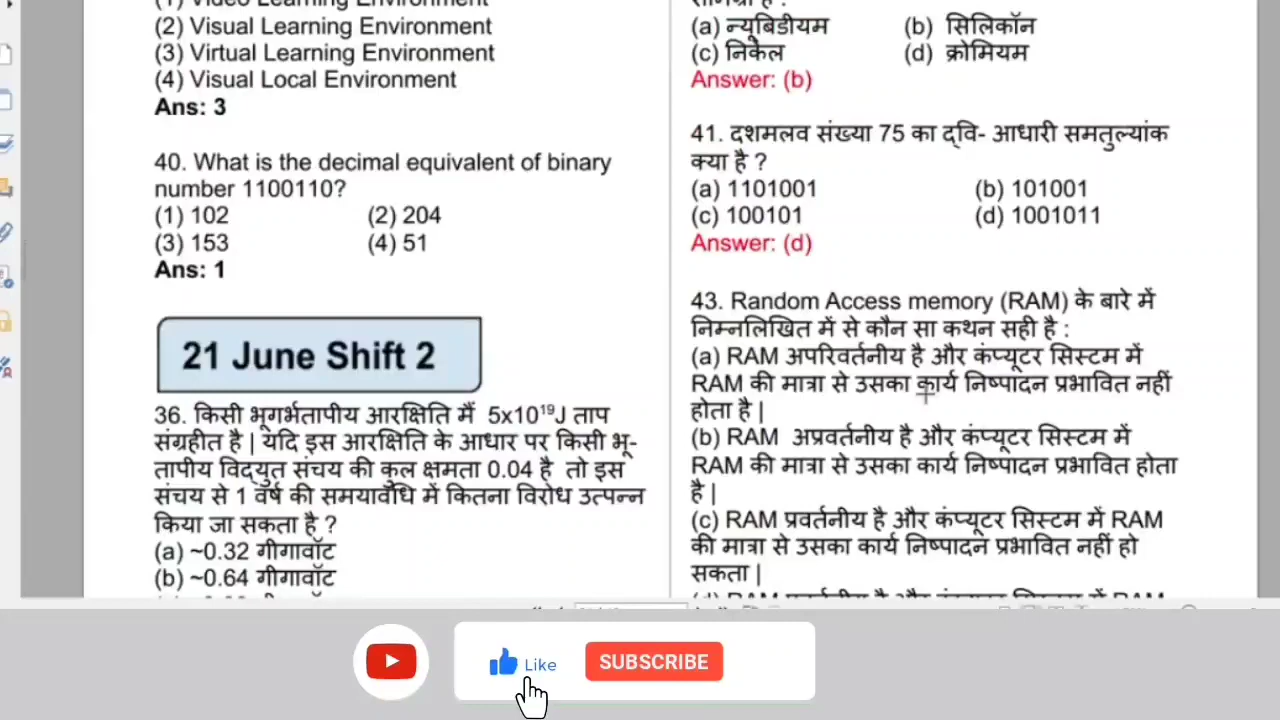 (1) Video Learning Environment
(2) Visual Learning Environment
(3) Virtual Learning Environment
(4) Visual Local Environment
Ans: 3
40. What is the decimal equivalent of binary
number 1100110?
(1) 102 (2) 204
(3) 153 (4) 51
Ans: 1
21 June Shift 2
36. किसी भूगर्भतापीय आरक्षिति में 5x10¹⁹J ताप
संग्रहीत है | यदि इस आरक्षिति के आधार पर किसी भू-
तापीय विद्युत संचय की कुल क्षमता 0.04 है तो इस
संचय से 1 वर्ष की समयावधि में कितना विरोध उत्पन्न
किया जा सकता है ?
(a) ~0.32 गीगावॉट
(b) ~0.64 गीगावॉट
(a) न्यूबिडीयम (b) सिलिकॉन
(c) निकैल (d) क्रोमियम
Answer: (b)
41. दशमलव संख्या 75 का द्वि- आधारी समतुल्यांक
क्या है ?
(a) 1101001 (b) 101001
(c) 100101 (d) 1001011
Answer: (d)
43. Random Access memory (RAM) के बारे में
निम्नलिखित में से कौन सा कथन सही है :
(a) RAM अपरिवर्तनीय है और कंप्यूटर सिस्टम में
RAM की मात्रा से उसका कार्य निष्पादन प्रभावित नहीं
होता है |
(b) RAM अप्रवर्तनीय है और कंप्यूटर सिस्टम में
RAM की मात्रा से उसका कार्य निष्पादन प्रभावित होता
है |
(c) RAM प्रवर्तनीय है और कंप्यूटर सिस्टम में RAM
की मात्रा से उसका कार्य निष्पादन प्रभावित नहीं हो
सकता |
Like
SUBSCRIBE